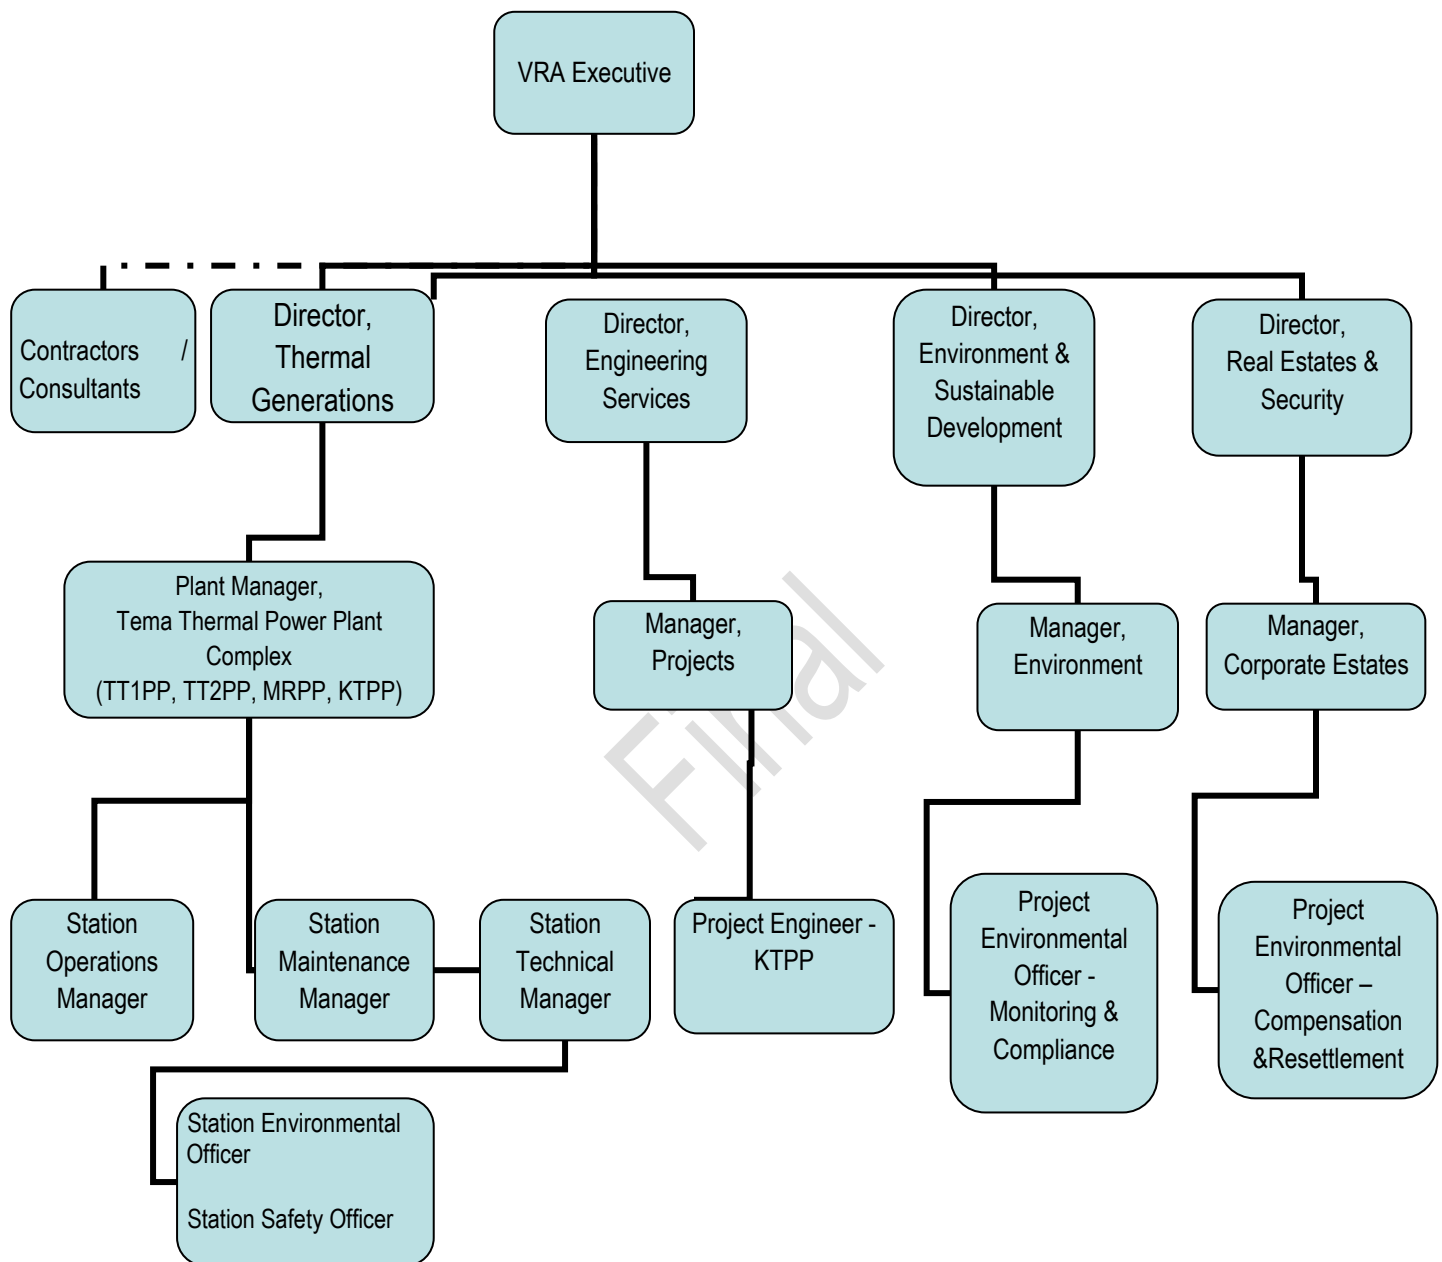 VRA Executive
Contractors /
Consultants
Director,
Thermal
Generations
Director,
Engineering
Services
Director,
Environment &
Sustainable
Development
Director,
Real Estates &
Security
Plant Manager,
Tema Thermal Power Plant
Complex
(TT1PP, TT2PP, MRPP, KTPP)
Manager,
Projects
Manager,
Environment
Manager,
Corporate Estates
Final
Station
Operations
Manager
Station
Maintenance
Manager
Station
Technical
Manager
Project Engineer -
KTPP
Project
Environmental
Officer -
Monitoring &
Compliance
Project
Environmental
Officer –
Compensation
&Resettlement
Station Environmental
Officer
Station Safety Officer